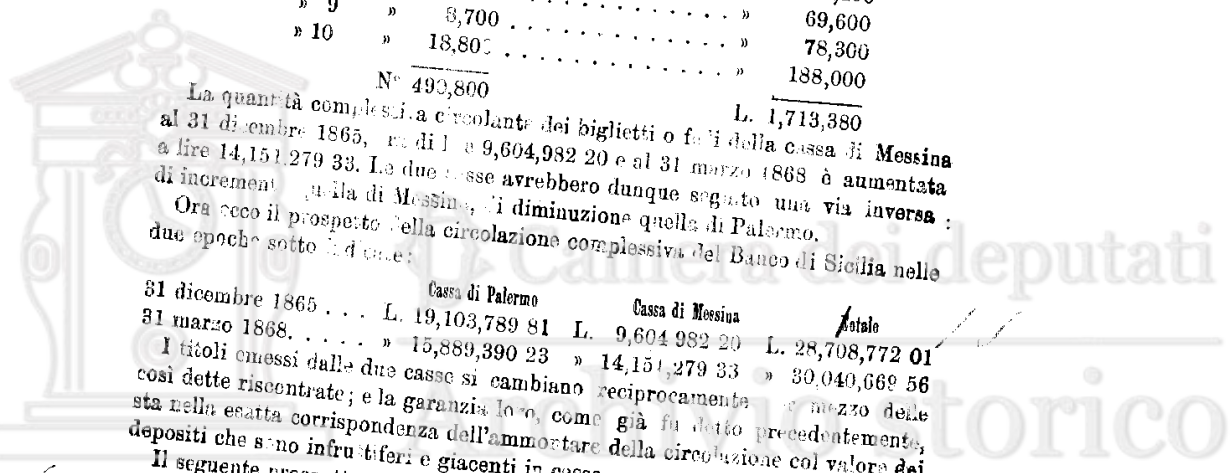 » 9 » 8,700 . . . . . . . . . . . . . . » 69,600
» 10 » 18,80 . . . . . . . . . . . . . . » 78,300
188,000
N° 490,800 L. 1,713,380
La quantità complessiva circolante dei biglietti o fedi della cassa di Messina
al 31 dicembre 1865, di 9,604,982 20 e al 31 marzo 1868 è aumentata
a lire 14,151,279 33. Le due casse avrebbero dunque seguito una via inversa :
di incremento quella di Messina, di diminuzione quella di Palermo.
Ora ecco il prospetto della circolazione complessiva del Banco di Sicilia nelle
due epoche sotto indicate:
Cassa di Palermo Cassa di Messina Totale
31 dicembre 1865 . . . L. 19,103,789 81 L. 9,604 982 20 L. 28,708,772 01
31 marzo 1868. . . . . » 15,889,390 23 » 14,151,279 33 » 30,040,669 56
I titoli emessi dalle due casse si cambiano reciprocamente mezzo delle
così dette riscontrate; e la garanzia loro, come già fu detto precedentemente,
sta nella esatta corrispondenza dell'ammontare della circolazione col valore dei
depositi che sono infruttiferi e giacenti in
Il seguente
Camera dei deputati
Archivio storico